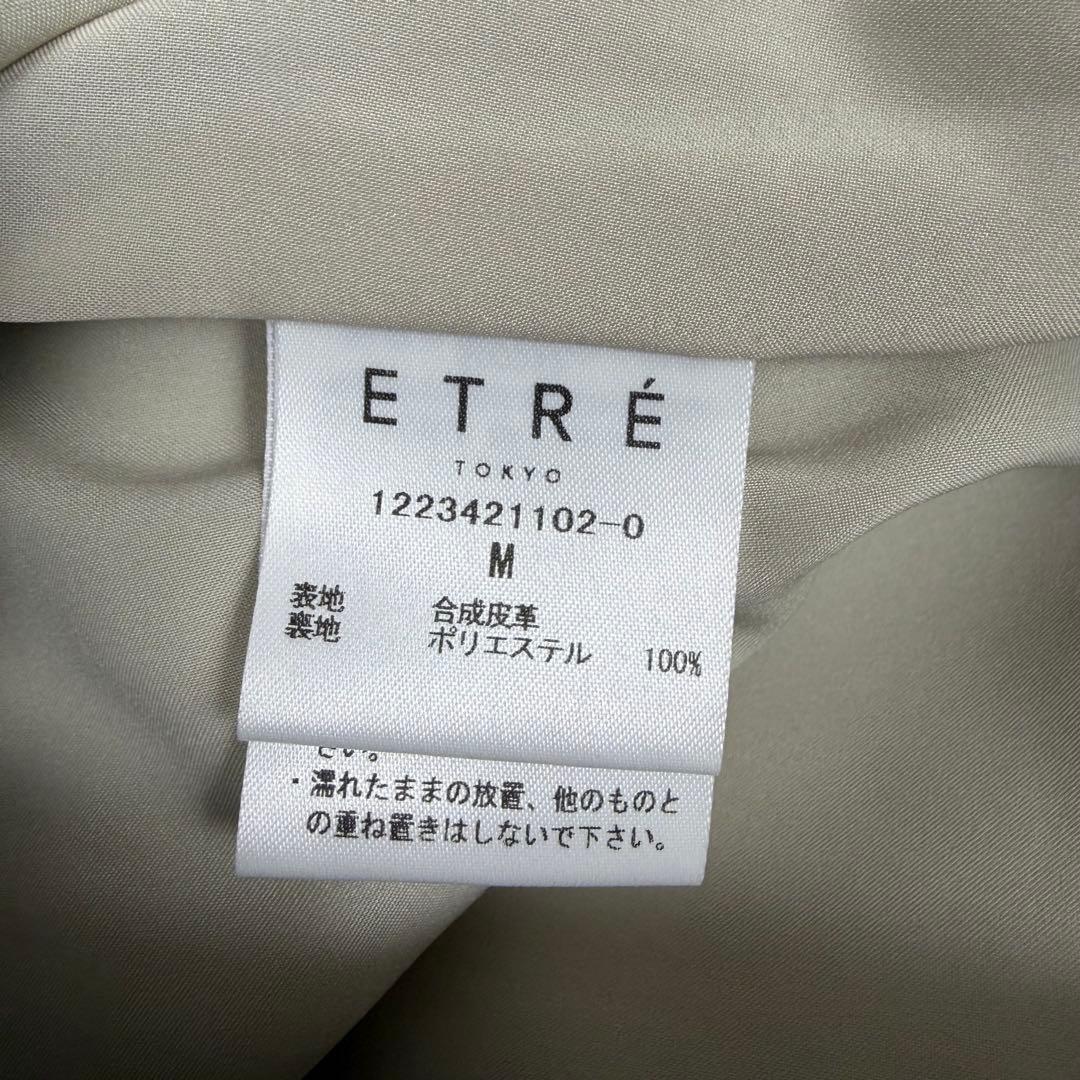 ETRÉ
TOKYO
1223421102-0
M
表地 合成皮革
裏地 ポリエステル 100%
さい。
・濡れたままの放置、他のものと
の重ね置きはしないで下さい。